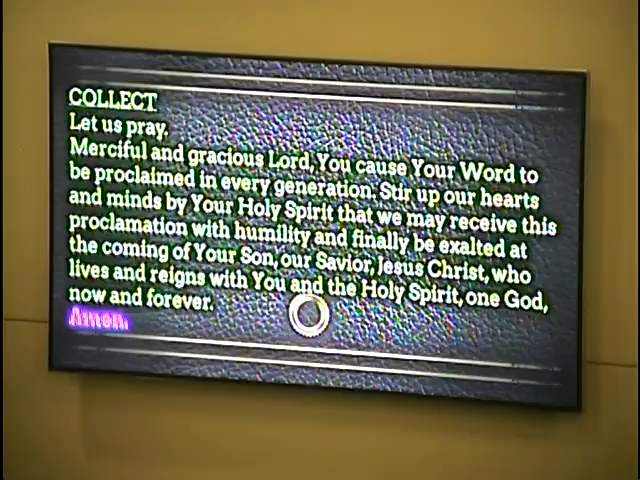 COLLECT
Let us pray.
Merciful and gracious Lord, You cause Your Word to
be proclaimed in every generation. Stir up our hearts
and minds by Your Holy Spirit that we may receive this
proclamation with humility and finally be exalted at
the coming of Your Son, our Savior, Jesus Christ, who
lives and reigns with You and the Holy Spirit, one God,
now and forever.
Amen.